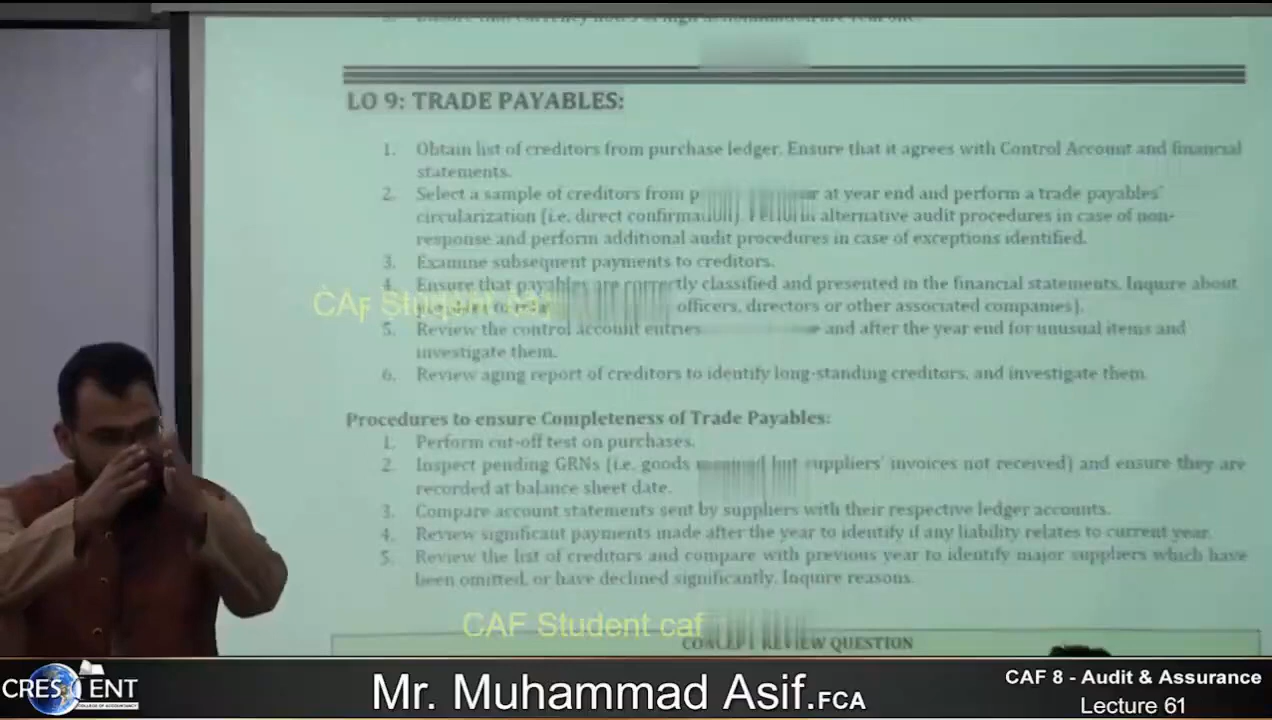 LO 9: TRADE PAYABLES:
1. Obtain list of creditors from purchase ledger. Ensure that it agrees with Control Account and financial
statements.
2. Select a sample of creditors from at year end and perform a trade payables'
circularization (i.e. direct confirmation). Perform alternative audit procedures in case of non-
response and perform additional audit procedures in case of exceptions identified.
3. Examine subsequent payments to creditors.
4. Ensure that payables are correctly classified and presented in the financial statements. Inqure about
officers, directors or other associated companies).
5. Review the control account entries and after the year end for unusual items and
investigate them.
6. Review aging report of creditors to identify long-standing creditors, and investigate them.
Procedures to ensure Completeness of Trade Payables:
1. Perform cut-off test on purchases.
2. Inspect pending GRNs (i.e. goods but suppliers' invoices not received) and ensure they are
recorded at balance sheet date.
3. Compare account statements sent by suppliers with their respective ledger accounts.
4. Review significant payments made after the year to identify if any liability relates to current year.
5. Review the list of creditors and compare with previous year to identify major suppliers which have
been omitted, or have declined significantly. Inqure reasons.
CAF Student
CAF Student caf
CONCEPT REVIEW QUESTION
CRESCENT
COLLEGE OF ACCOUNTANCY
Mr. Muhammad Asif.FCA
CAF 8 - Audit & Assurance
Lecture 61